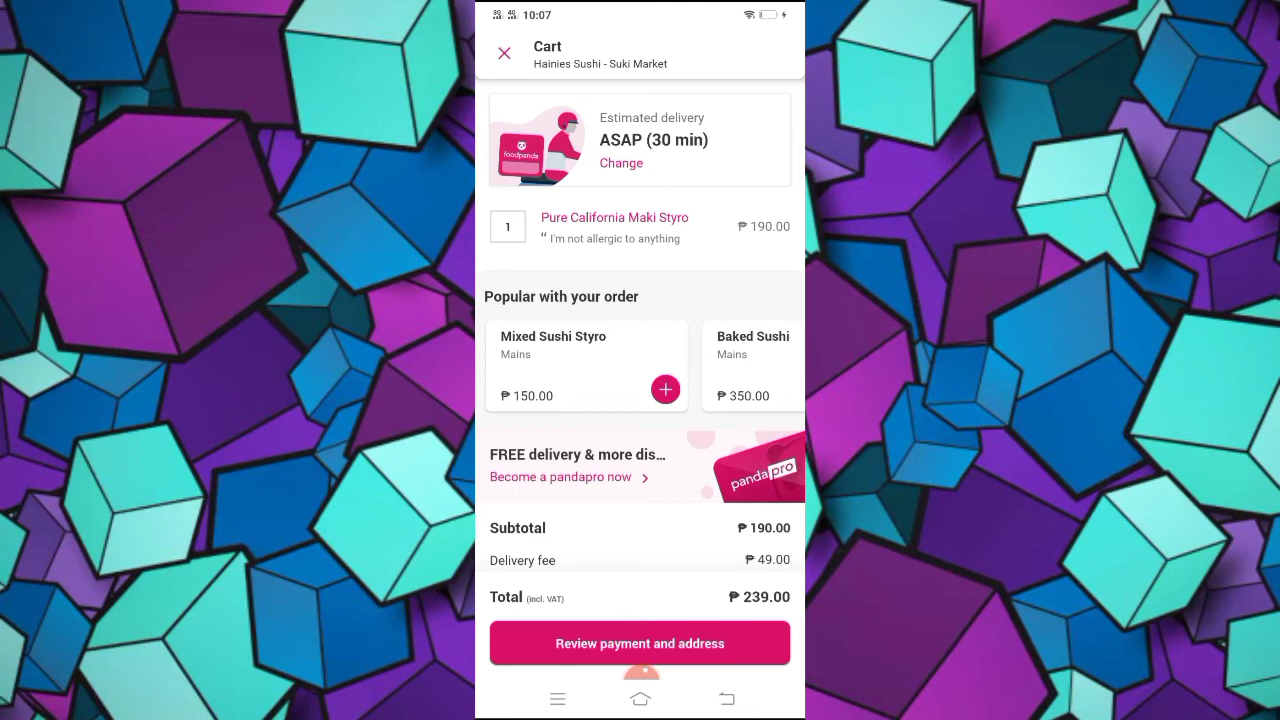 3G 4G 10:07
Cart
Hainies Sushi - Suki Market
Estimated delivery
ASAP (30 min)
Change
foodpanda
1 Pure California Maki Styro ₱ 190.00
“ I'm not allergic to anything
Popular with your order
Mixed Sushi Styro
Mains
₱ 150.00
Baked Sushi
Mains
₱ 350.00
FREE delivery & more dis...
Become a pandapro now
panda pro
Subtotal ₱ 190.00
Delivery fee ₱ 49.00
Total (incl. VAT) ₱ 239.00
Review payment and address